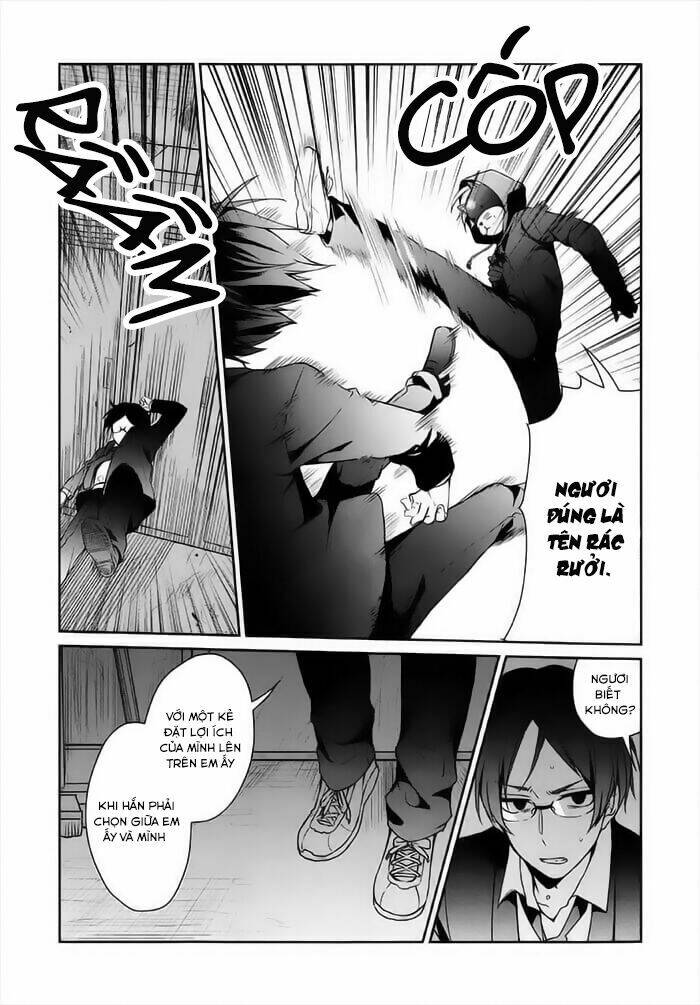 CÓP
NGƯƠI
ĐÚNG LÀ
TÊN RÁC
RƯỞI.
RẦẦM
NGƯƠI
BIẾT
KHÔNG?
VỚI MỘT KẺ
ĐẶT LỢI ÍCH
CỦA MÌNH LÊN
TRÊN EM ẤY
KHI HẮN PHẢI
CHỌN GIỮA EM
ẤY VÀ MÌNH